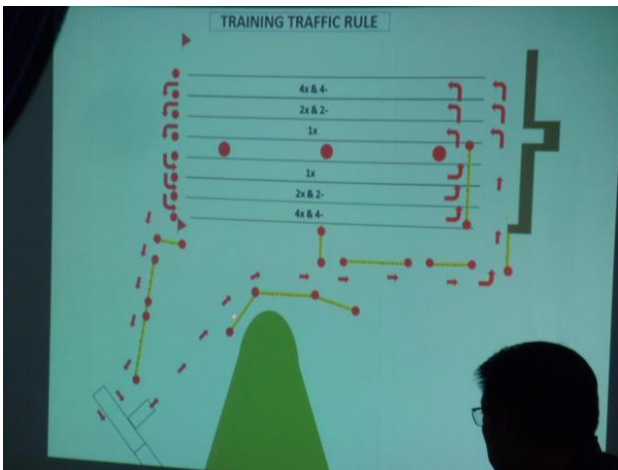 TRAINING TRAFFIC RULE
4x & 4-
2x & 2-
1x
1x
2x & 2-
4x & 4-